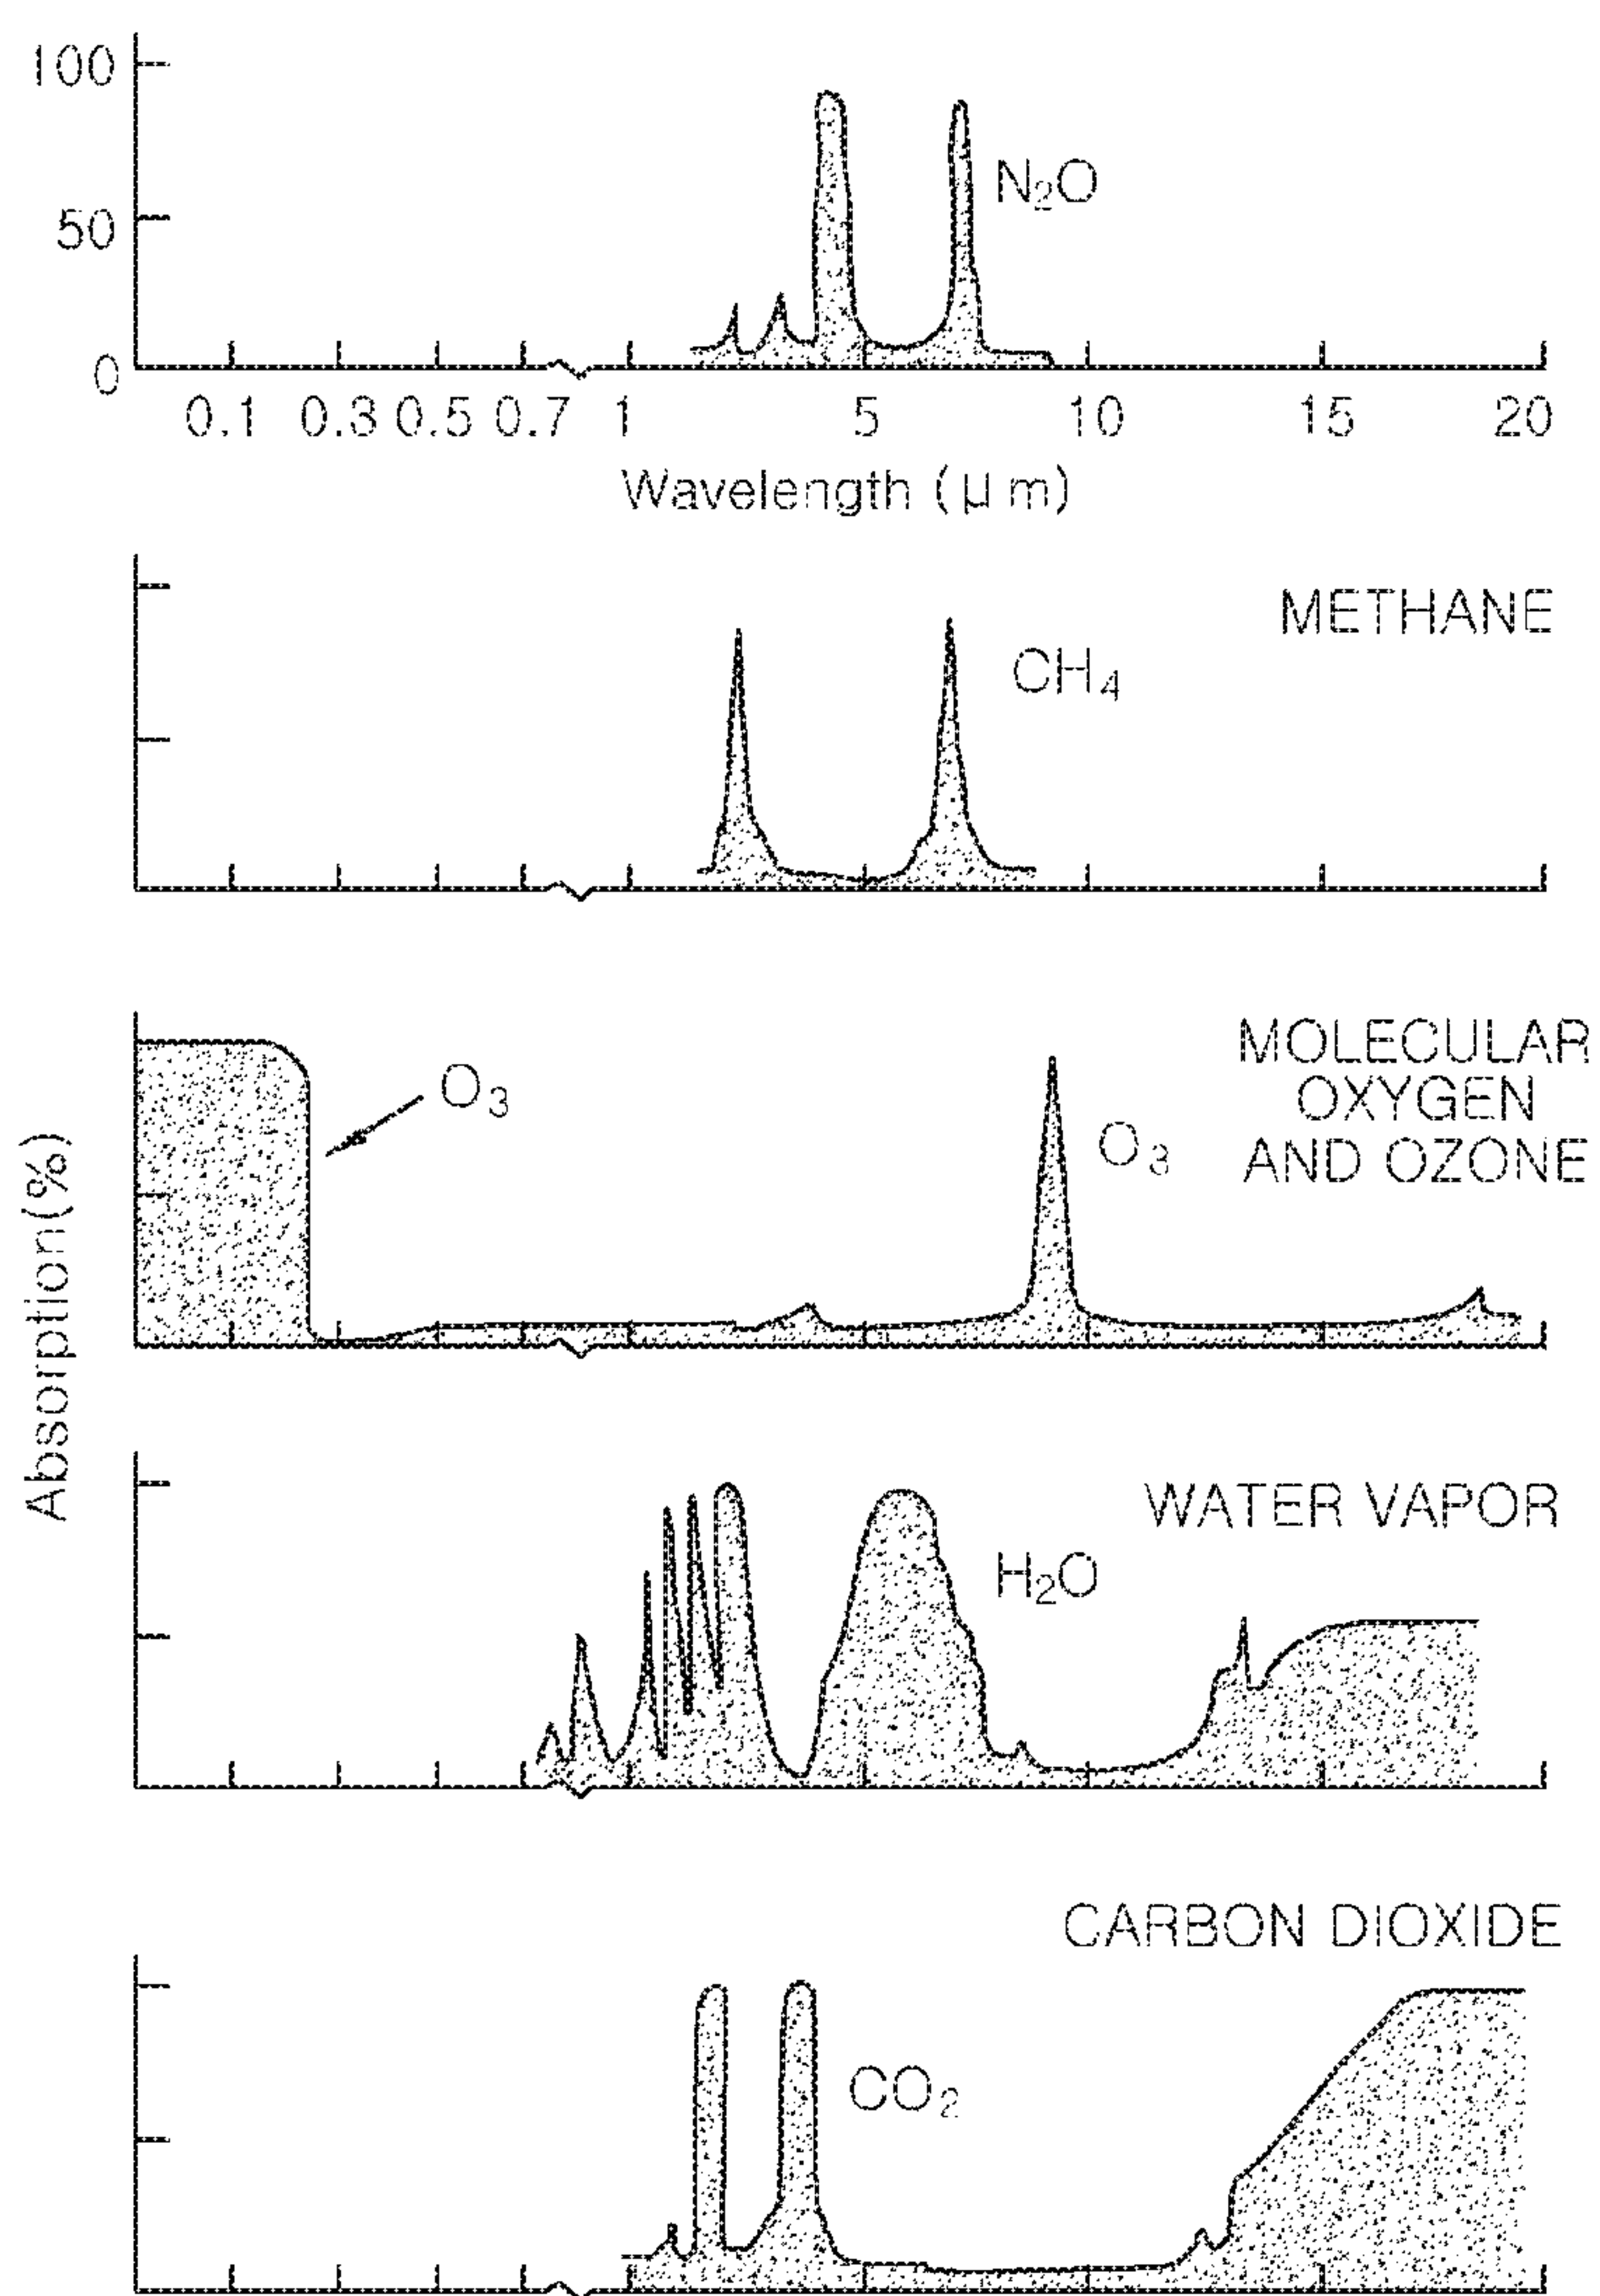 100
50
0
N₂O
0.1 0.3 0.5 0.7 1 5 10 15 20
Wavelength (μm)
METHANE
CH₄
MOLECULAR
OXYGEN
AND OZONE
O₃
O₃
Absorption(%)
WATER VAPOR
H₂O
CARBON DIOXIDE
CO₂